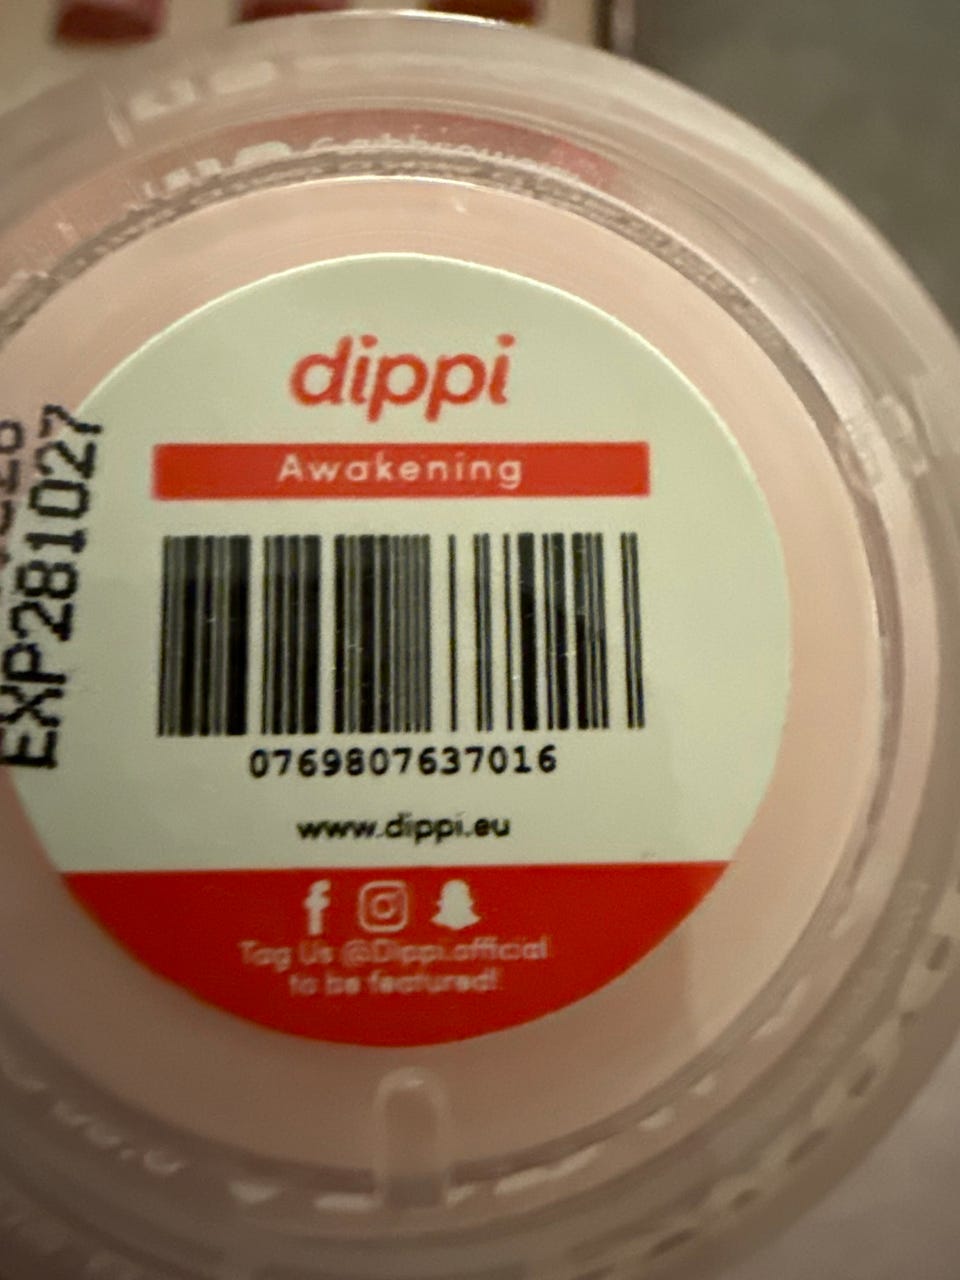 dippi
Awakening
0769807637016
www.dippi.eu
Tag Us @Dippi.official
to be featured!
EXP281027